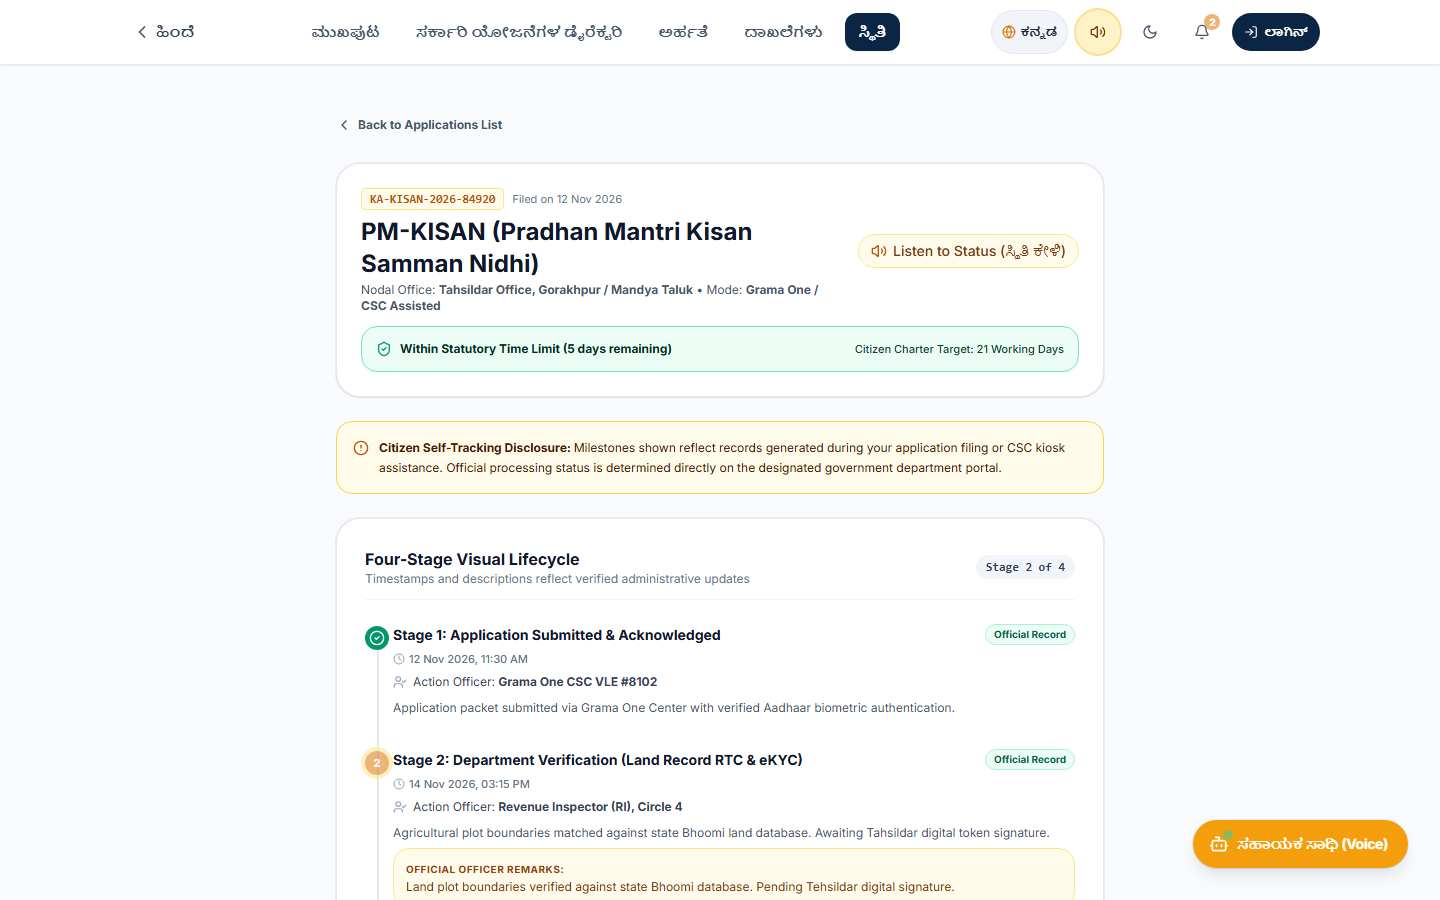 ಹಿಂದೆ
ಮುಖಪುಟ
ಸರ್ಕಾರಿ ಯೋಜನೆಗಳ ಡೈರೆಕ್ಟರಿ
ಅರ್ಹತೆ
ದಾಖಲೆಗಳು
ಸ್ಥಿತಿ
ಕನ್ನಡ
2
ಲಾಗಿನ್
Back to Applications List
KA-KISAN-2026-84920 Filed on 12 Nov 2026
PM-KISAN (Pradhan Mantri Kisan
Samman Nidhi)
Listen to Status (ಸ್ಥಿತಿ ಕೇಳಿ)
Nodal Office: Tahsildar Office, Gorakhpur / Mandya Taluk • Mode: Grama One /
CSC Assisted
Within Statutory Time Limit (5 days remaining)
Citizen Charter Target: 21 Working Days
Citizen Self-Tracking Disclosure: Milestones shown reflect records generated during your application filing or CSC kiosk
assistance. Official processing status is determined directly on the designated government department portal.
Four-Stage Visual Lifecycle
Timestamps and descriptions reflect verified administrative updates
Stage 2 of 4
Stage 1: Application Submitted & Acknowledged
Official Record
12 Nov 2026, 11:30 AM
Action Officer: Grama One CSC VLE #8102
Application packet submitted via Grama One Center with verified Aadhaar biometric authentication.
2
Stage 2: Department Verification (Land Record RTC & eKYC)
Official Record
14 Nov 2026, 03:15 PM
Action Officer: Revenue Inspector (RI), Circle 4
Agricultural plot boundaries matched against state Bhoomi land database. Awaiting Tahsildar digital token signature.
OFFICIAL OFFICER REMARKS:
Land plot boundaries verified against state Bhoomi database. Pending Tehsildar digital signature.
ಸಹಾಯಕ ಸಾಥಿ (Voice)